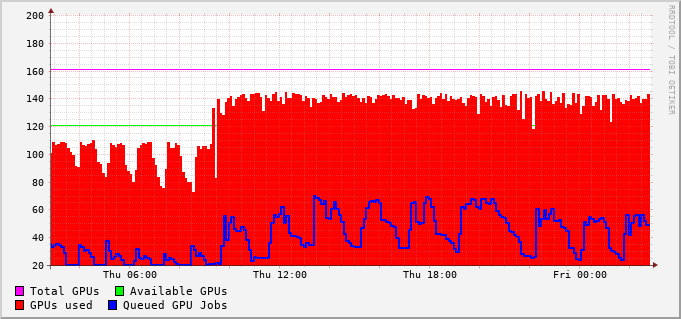 RRDTOOL / TOBI OETIKER
200
180
160
140
120
100
80
60
40
20
Thu 06:00 Thu 12:00 Thu 18:00 Fri 00:00
Total GPUs Available GPUs
GPUs used Queued GPU Jobs